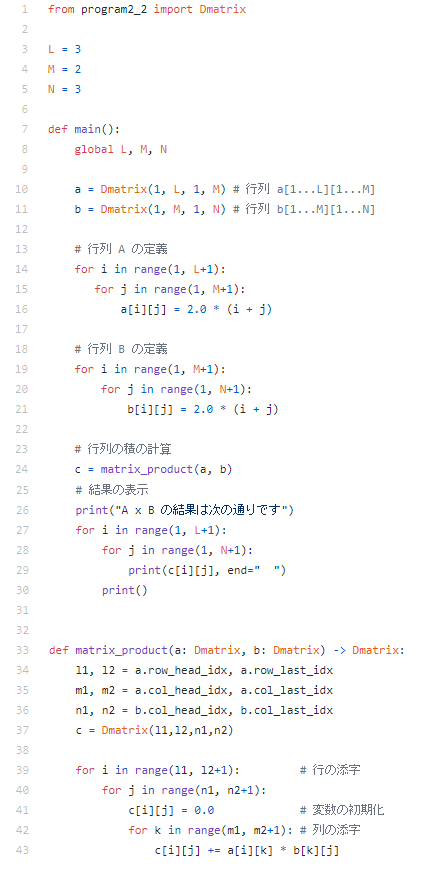 1 from program2_2 import Dmatrix
2
3 L = 3
4 M = 2
5 N = 3
6
7 def main():
8     global L, M, N
9
10     a = Dmatrix(1, L, 1, M) # 行列 a[1...L][1...M]
11     b = Dmatrix(1, M, 1, N) # 行列 b[1...M][1...N]
12
13     # 行列 A の定義
14     for i in range(1, L+1):
15        for j in range(1, M+1):
16            a[i][j] = 2.0 * (i + j)
17
18     # 行列 B の定義
19     for i in range(1, M+1):
20         for j in range(1, N+1):
21             b[i][j] = 2.0 * (i + j)
22
23     # 行列の積の計算
24     c = matrix_product(a, b)
25     # 結果の表示
26     print("A x B の結果は次の通りです")
27     for i in range(1, L+1):
28         for j in range(1, N+1):
29             print(c[i][j], end="  ")
30         print()
31
32
33 def matrix_product(a: Dmatrix, b: Dmatrix) -> Dmatrix:
34     l1, l2 = a.row_head_idx, a.row_last_idx
35     m1, m2 = a.col_head_idx, a.col_last_idx
36     n1, n2 = b.col_head_idx, b.col_last_idx
37     c = Dmatrix(l1,l2,n1,n2)
38
39     for i in range(l1, l2+1):         # 行の添字
40         for j in range(n1, n2+1):
41             c[i][j] = 0.0             # 変数の初期化
42             for k in range(m1, m2+1): # 列の添字
43                 c[i][j] += a[i][k] * b[k][j]